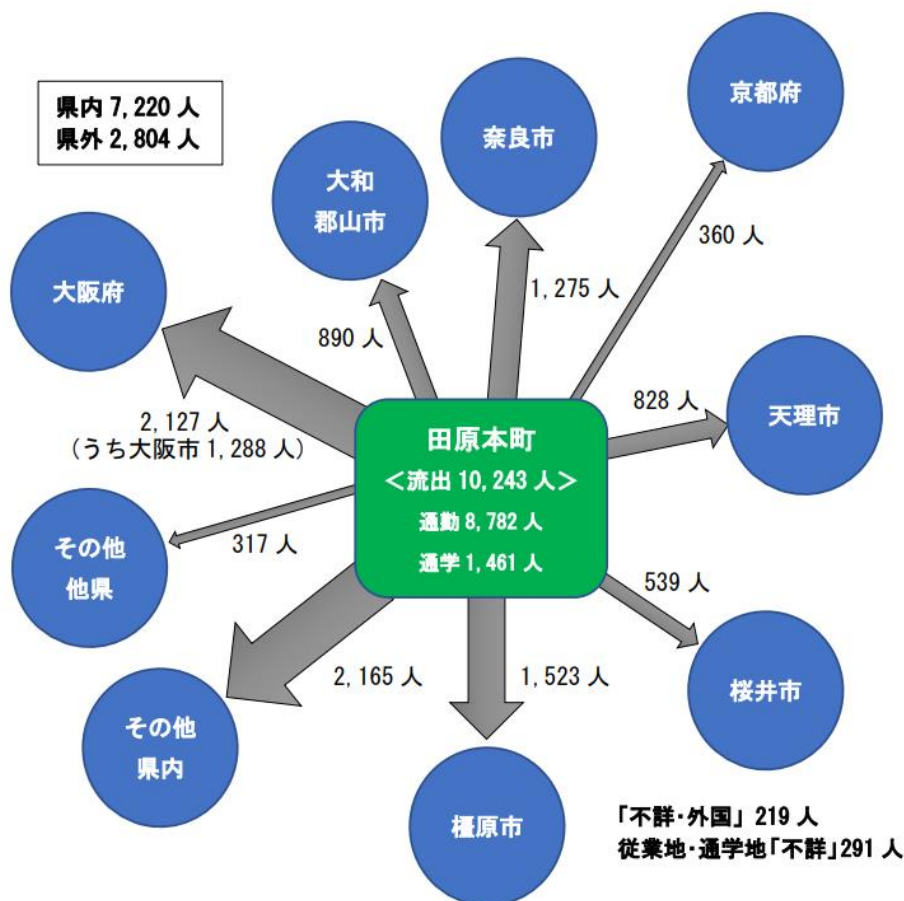 県内 7,220 人
県外 2,804 人
京都府
奈良市
大和
郡山市
大阪府
360 人
1,275 人
890 人
828 人
天理市
2,127 人
(うち大阪市 1,288 人)
田原本町
<流出 10,243 人>
通勤 8,782 人
通学 1,461 人
その他
他県
317 人
539 人
桜井市
2,165 人
1,523 人
その他
県内
橿原市
「不詳・外国」 219 人
従業地・通学地「不詳」291 人